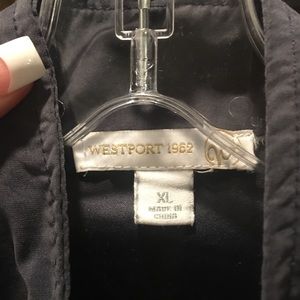 WESTPORT 1962
XL
MADE IN
CHINA